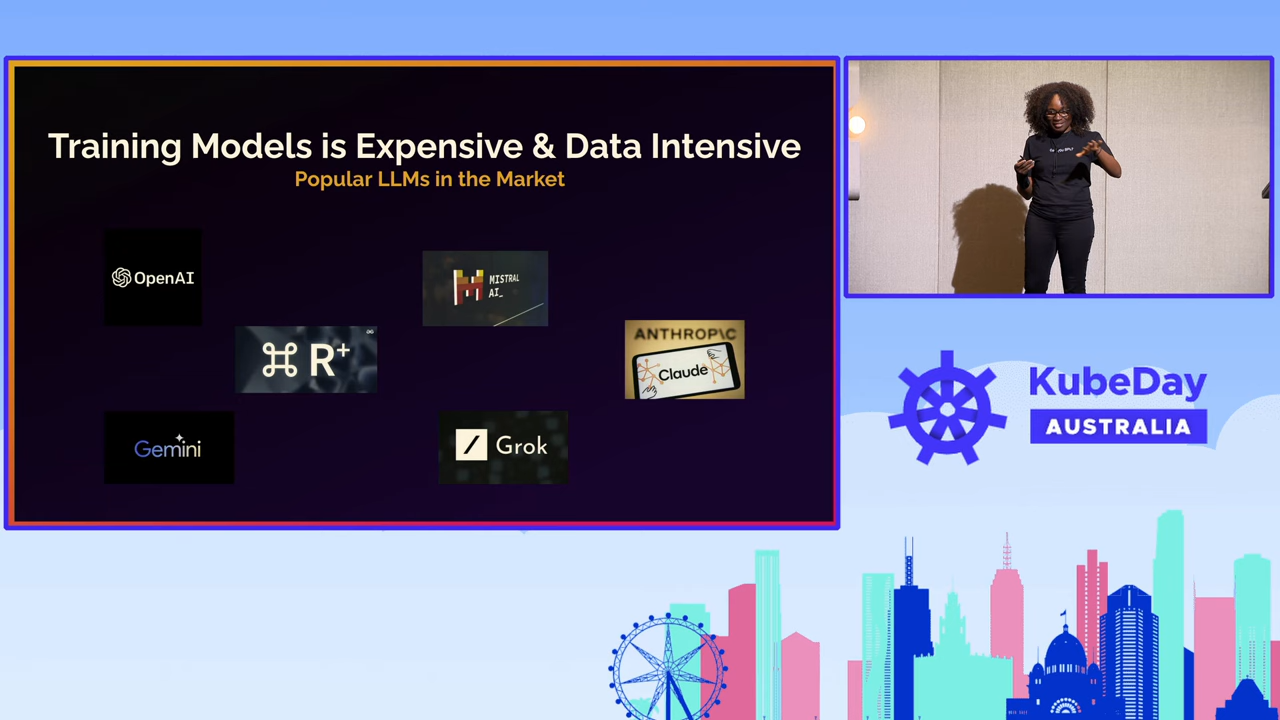 Training Models is Expensive & Data Intensive
Popular LLMs in the Market
OpenAI
MISTRAL
AI_
⌘ R+
ANTHROP\C
Claude
Gemini
Grok
KubeDay
AUSTRALIA